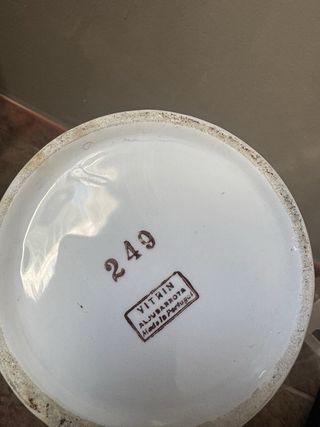 249
VITRIN
ALJUBARROTA
Made in Portugal